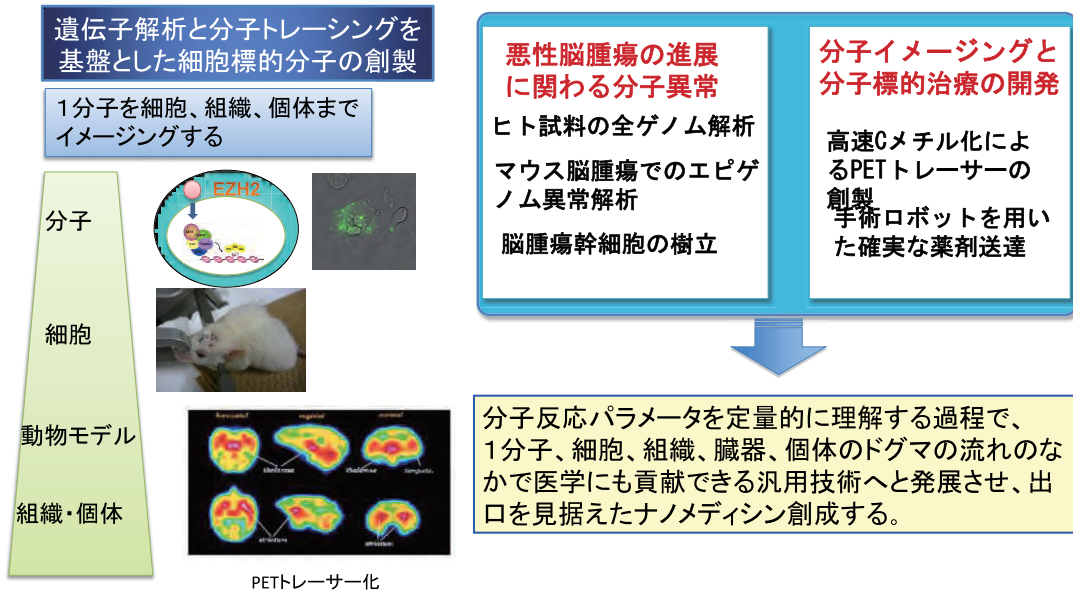 遺伝子解析と分子トレーシングを
基盤とした細胞標的分子の創製
１分子を細胞、組織、個体まで
イメージングする
分子
細胞
動物モデル
組織・個体
EZH2
horizontal
sagittal
coronal
thalamus
thalamus
striatum
striatum
PETトレーサー化
悪性脳腫瘍の進展
に関わる分子異常
ヒト試料の全ゲノム解析
マウス脳腫瘍でのエピゲ
ノム異常解析
脳腫瘍幹細胞の樹立
分子イメージングと
分子標的治療の開発
高速Cメチル化によ
るPETトレーサーの
創製
手術ロボットを用い
た確実な薬剤送達
分子反応パラメータを定量的に理解する過程で、
１分子、細胞、組織、臓器、個体のドグマの流れのな
かで医学にも貢献できる汎用技術へと発展させ、出
口を見据えたナノメディシン創成する。